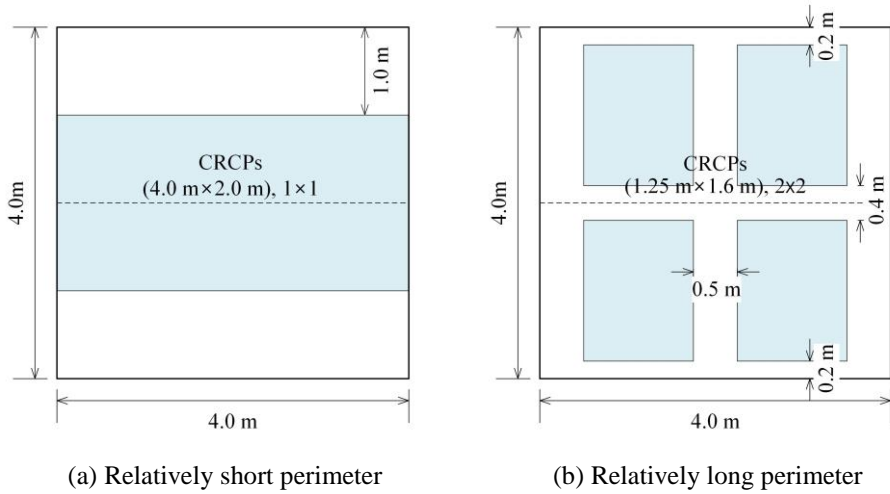 4.0m
1.0 m
CRCPs
(4.0 m×2.0 m), 1×1
4.0 m
(a) Relatively short perimeter
4.0m
0.2 m
CRCPs
(1.25 m×1.6 m), 2×2
0.4 m
0.5 m
0.2 m
4.0 m
(b) Relatively long perimeter